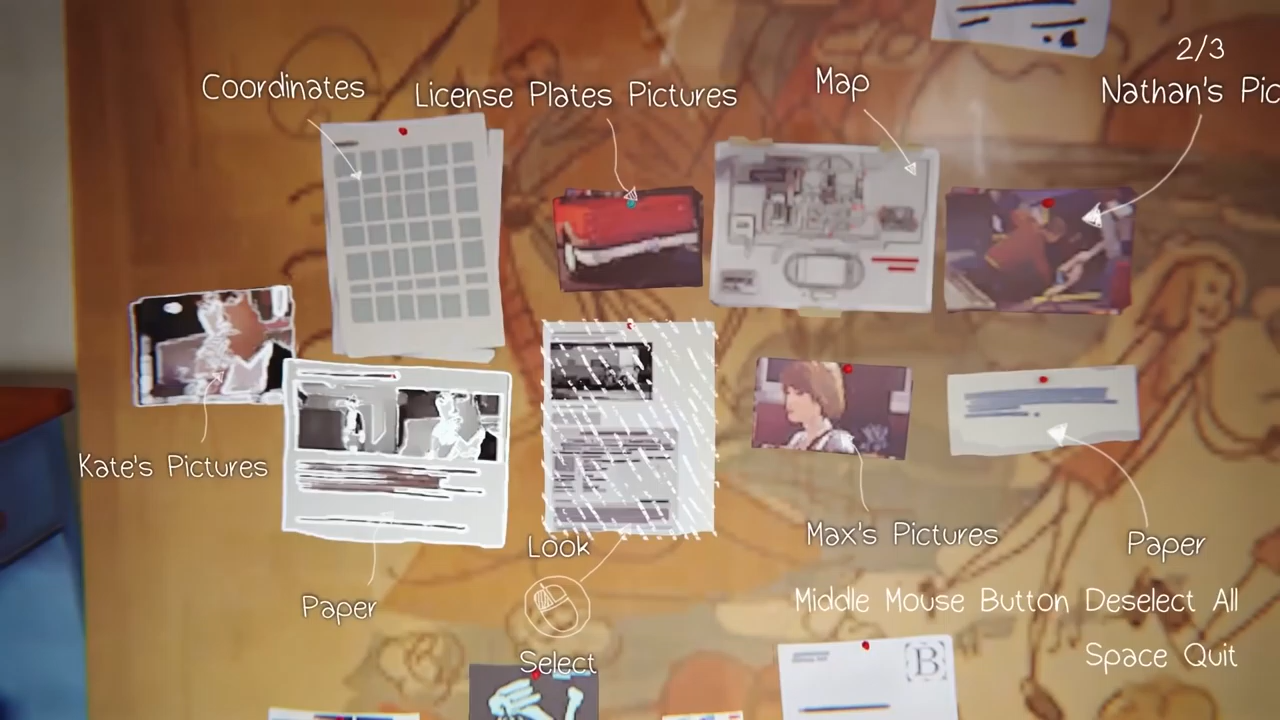 2/3
Coordinates
License Plates Pictures
Map
Nathan's Pic
Kate's Pictures
Look
Max's Pictures
Paper
Paper
Middle Mouse Button Deselect All
Select
Space Quit
B